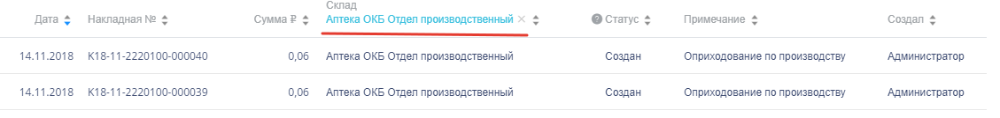 Склад
Дата Накладная № Сумма ₽ Аптека ОКБ Отдел производственный × ? Статус Примечание Создал
14.11.2018 K18-11-2220100-000040 0,06 Аптека ОКБ Отдел производственный Создан Оприходование по производству Администратор
14.11.2018 K18-11-2220100-000039 0,06 Аптека ОКБ Отдел производственный Создан Оприходование по производству Администратор